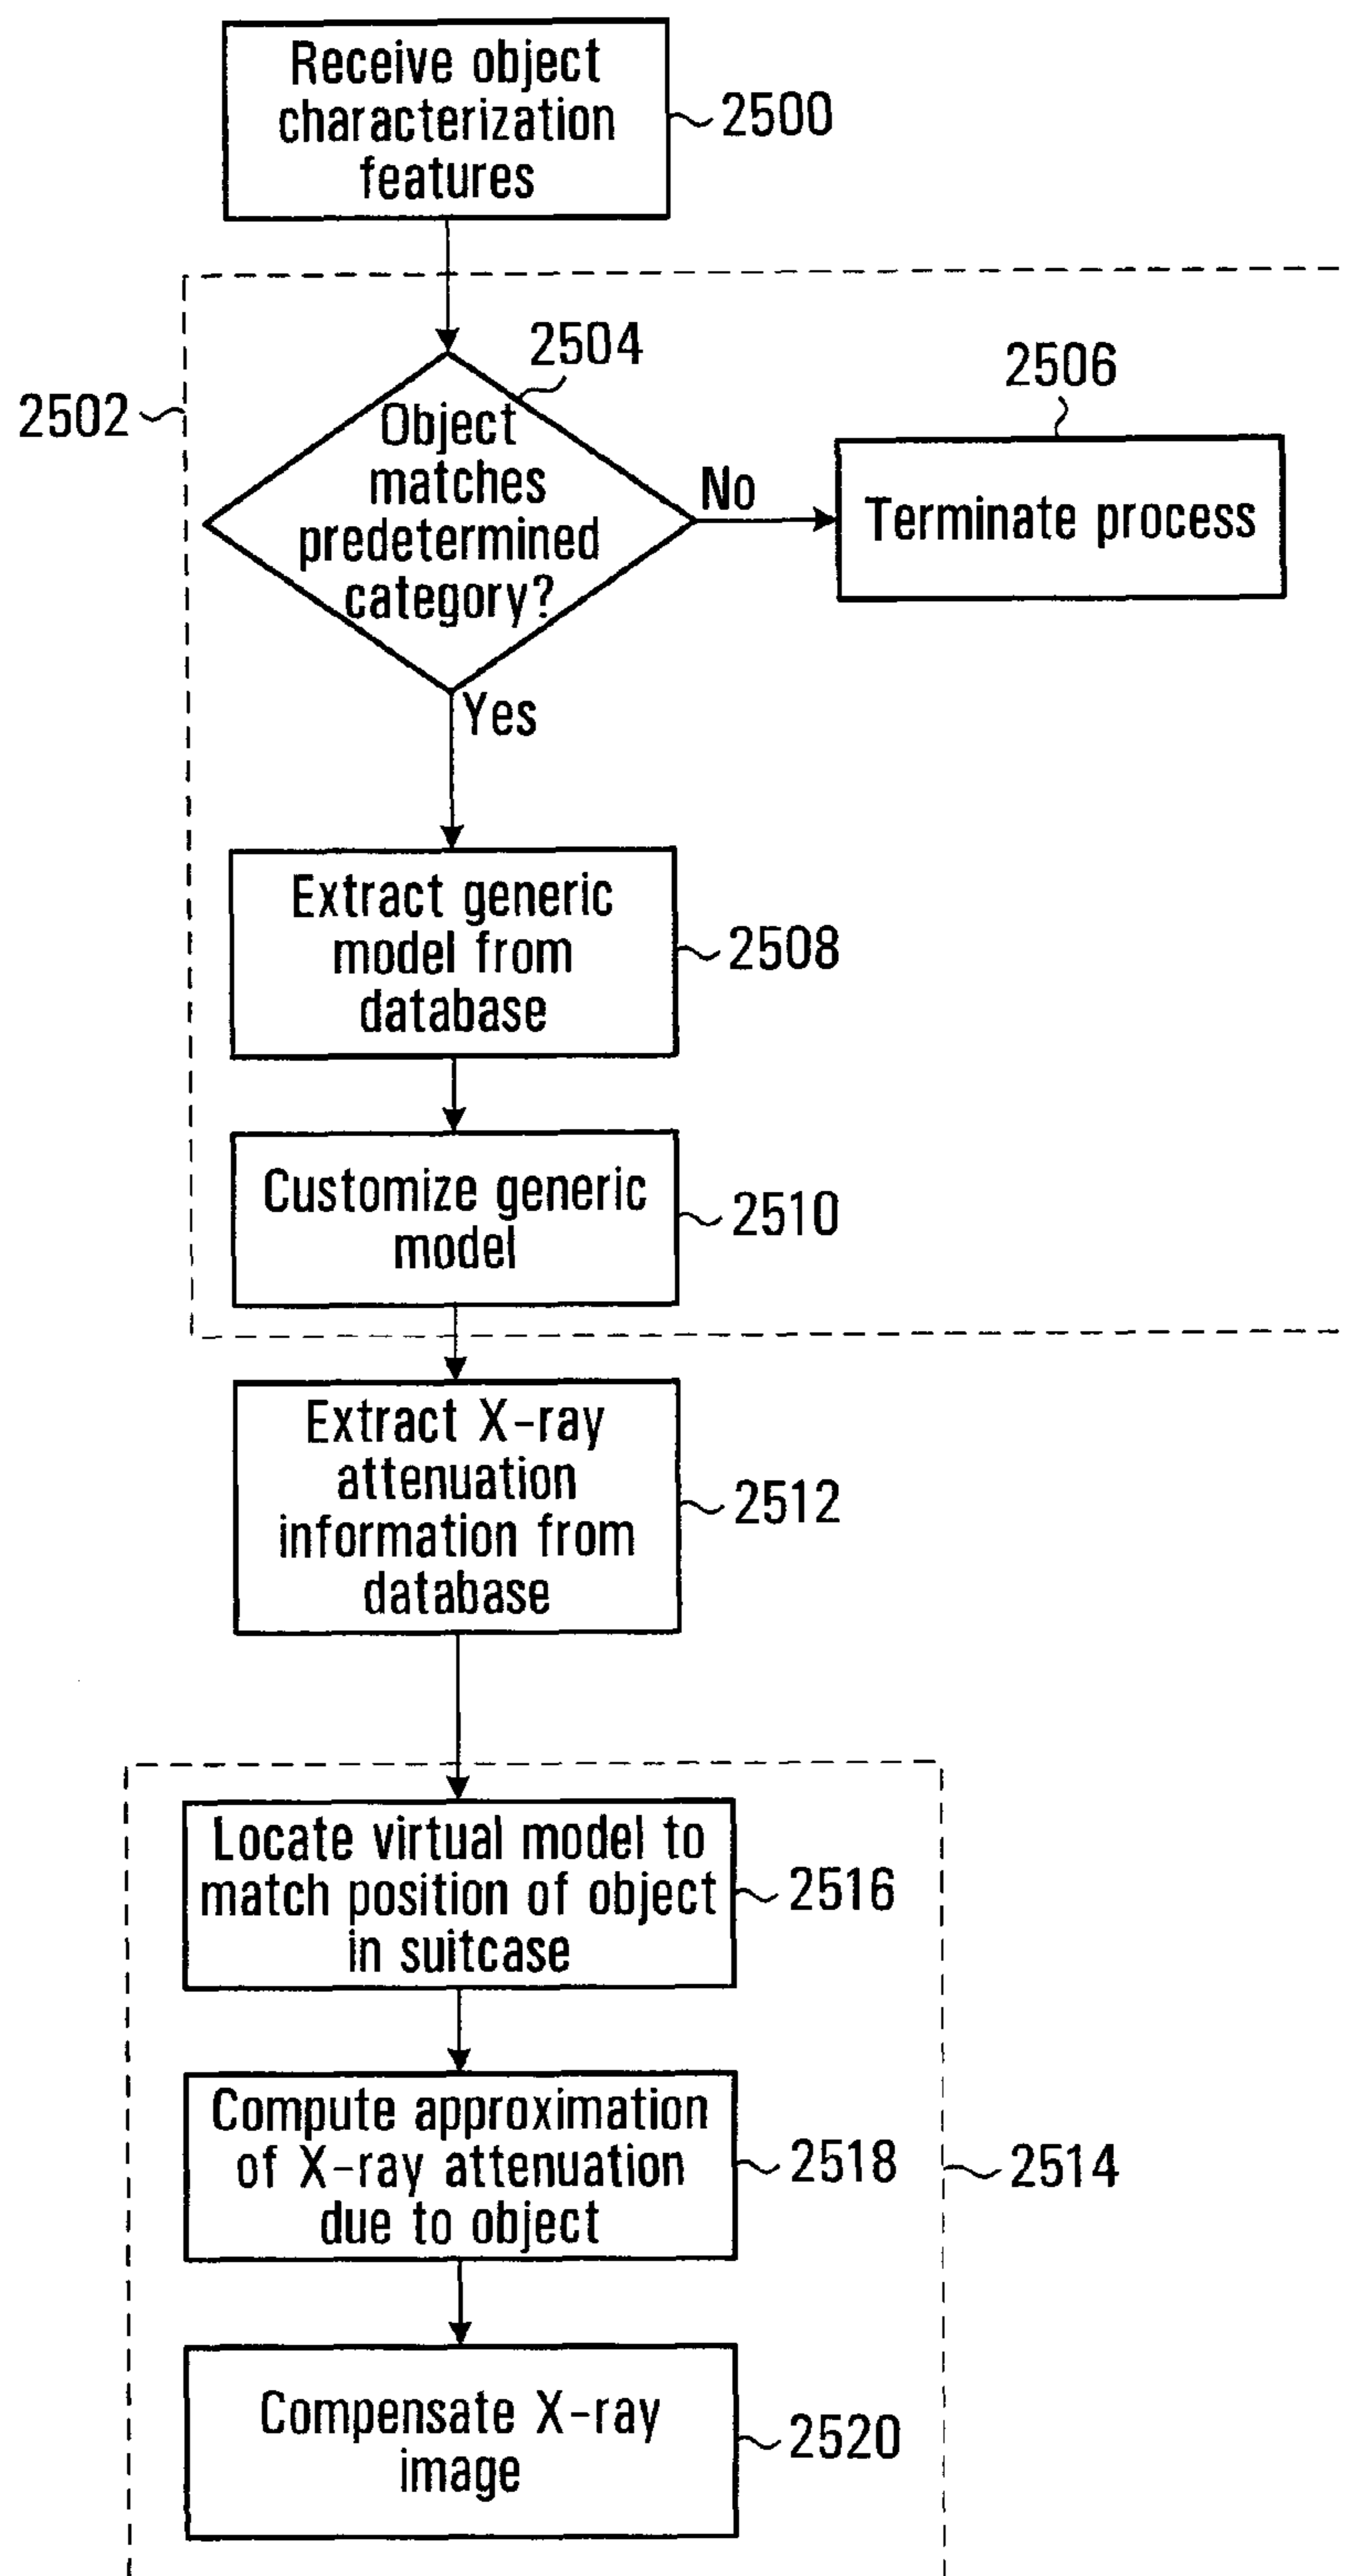 Receive object
characterization
features
2500
2504
2502
Object
matches
predetermined
category?
No
2506
Terminate process
Yes
Extract generic
model from
database
2508
Customize generic
model
2510
Extract X-ray
attenuation
information from
database
2512
Locate virtual model to
match position of object
in suitcase
2516
Compute approximation
of X-ray attenuation
due to object
2518
2514
Compensate X-ray
image
2520